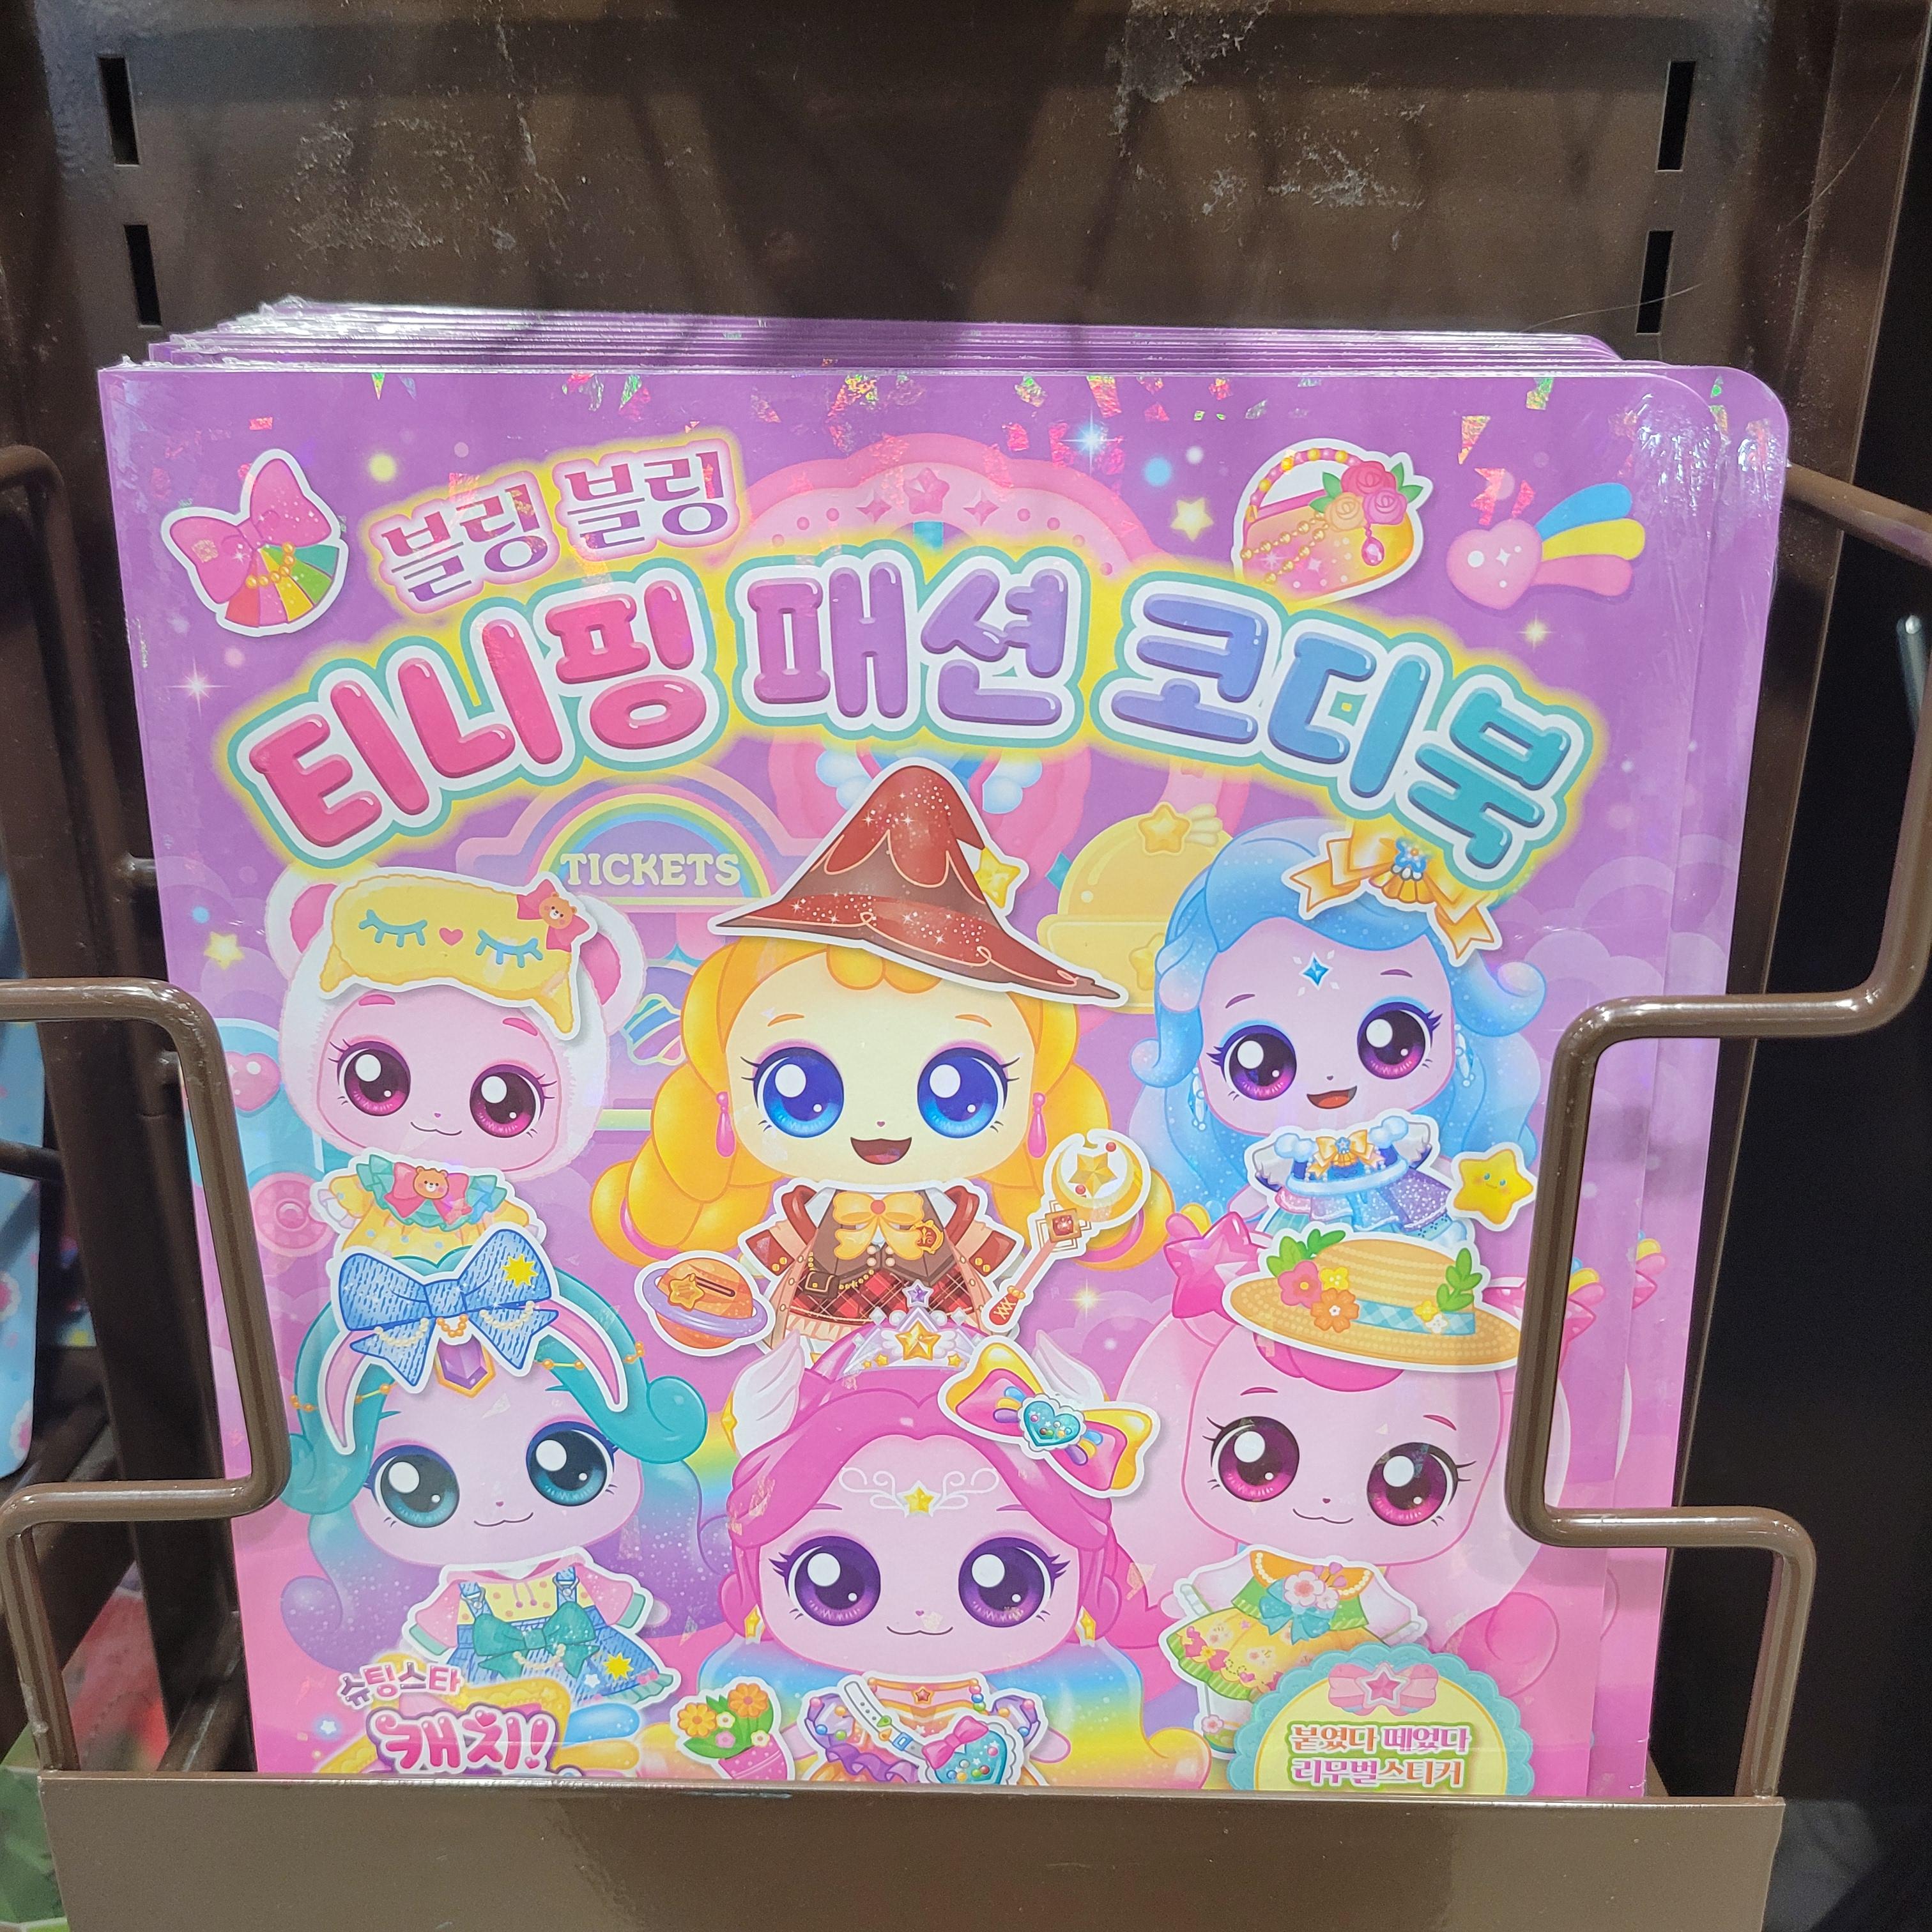 블링 블링
티니핑 패션 코디북
TICKETS
슈팅스타
캐치!
붙였다 떼었다
리무벌스티커